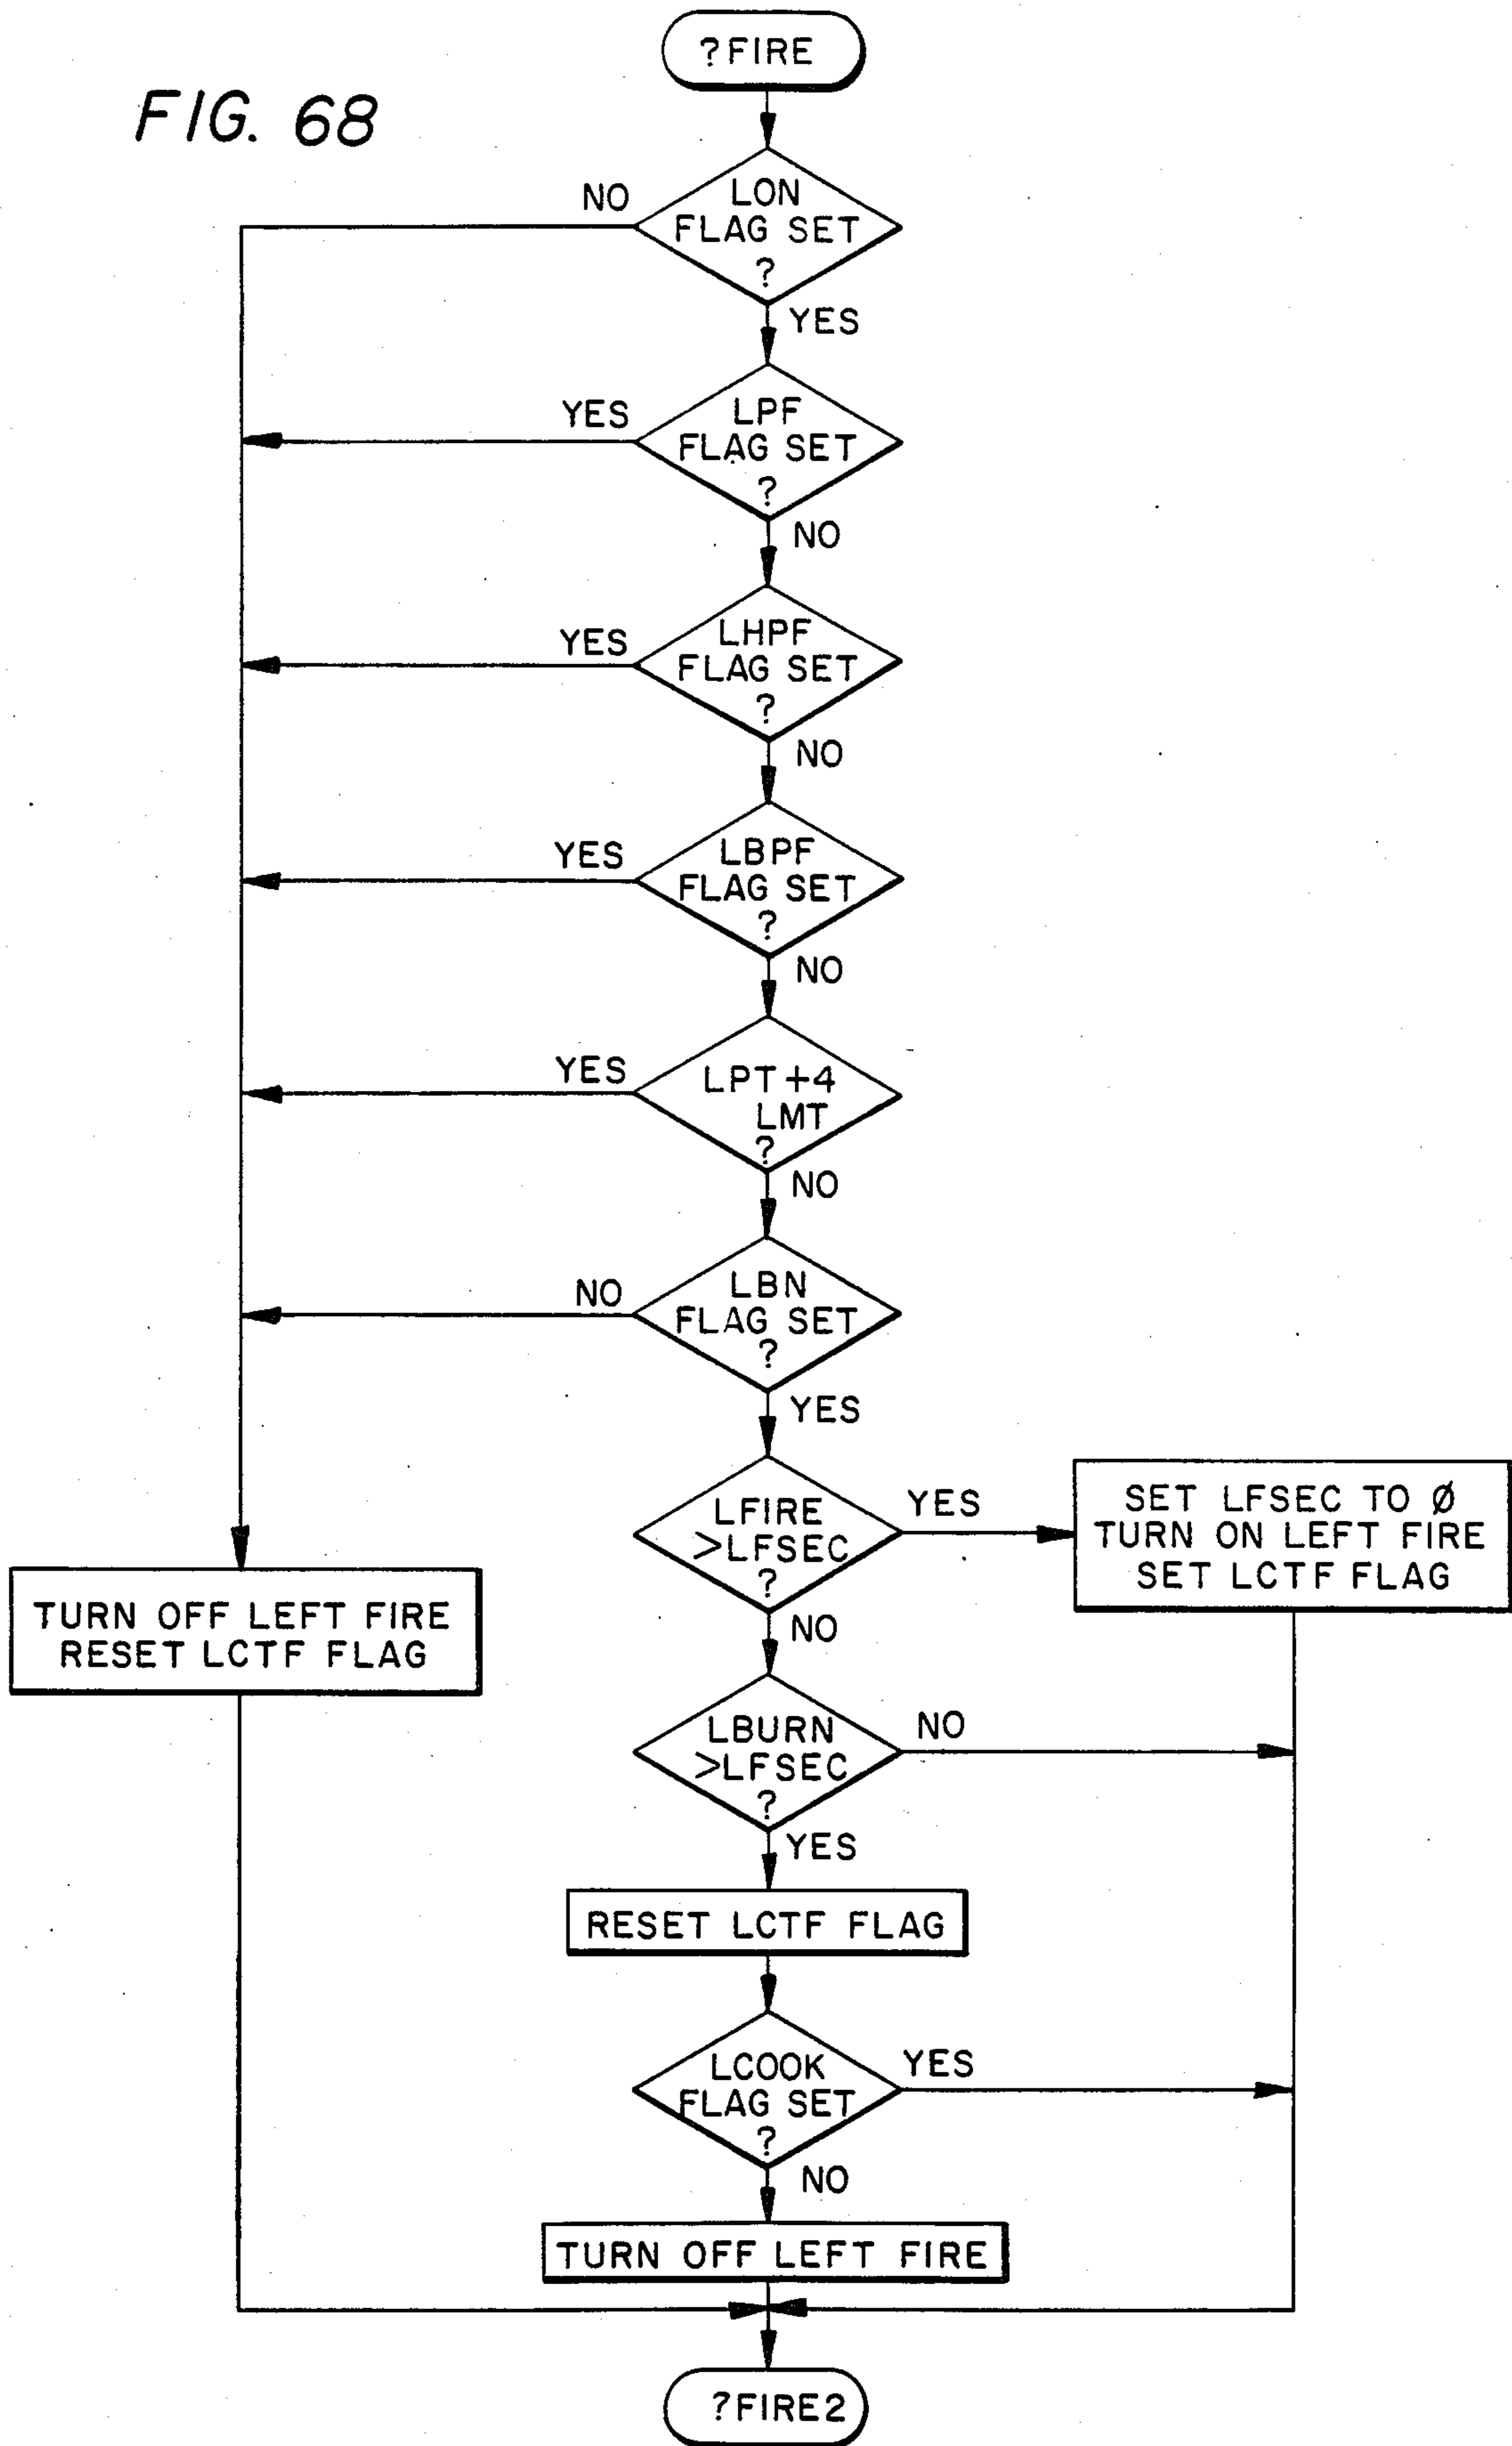 ?FIRE
FIG. 68
NO
LON
FLAG SET
?
YES
YES
LPF
FLAG SET
?
NO
YES
LHPF
FLAG SET
?
NO
YES
LBPF
FLAG SET
?
NO
YES
LPT+4
LMT
?
NO
NO
LBN
FLAG SET
?
YES
LFIRE
>LFSEC
?
YES
SET LFSEC TO Ø
TURN ON LEFT FIRE
SET LCTF FLAG
NO
TURN OFF LEFT FIRE
RESET LCTF FLAG
LBURN
>LFSEC
?
NO
YES
RESET LCTF FLAG
LCOOK
FLAG SET
?
YES
NO
TURN OFF LEFT FIRE
?FIRE2